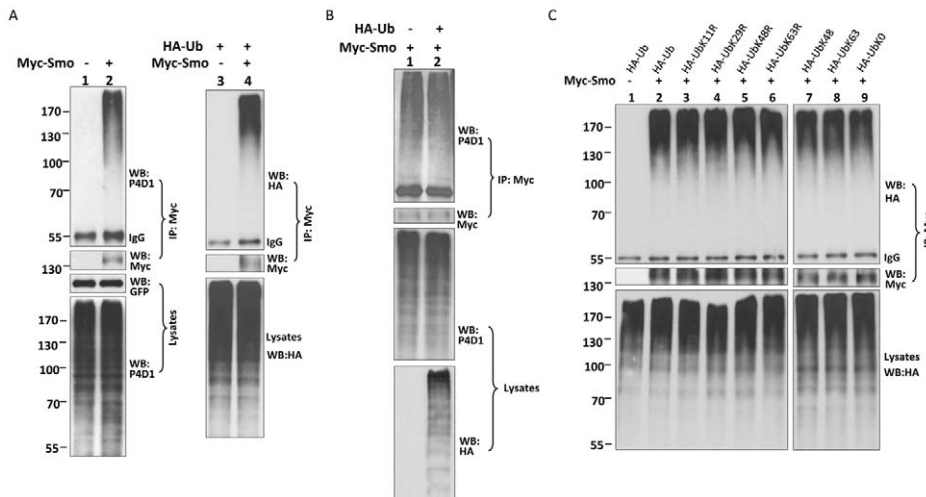 A
Myc-Smo - +
1 2
170
130
100
70
55
130
170
130
100
70
55
WB:
P4D1
IgG
WB:
Myc
IP: Myc
WB:
GFP
WB:
P4D1
Lysates
HA-Ub + +
Myc-Smo - +
3 4
WB:
HA
IgG
WB:
Myc
IP: Myc
Lysates
WB:HA
B
HA-Ub - +
Myc-Smo + +
1 2
WB:
P4D1
IP: Myc
WB:
Myc
WB:
P4D1
Lysates
WB:
HA
C
HA-Ub
HA-Ub
HA-UbK11R
HA-UbK29R
HA-UbK48R
HA-UbK63R
HA-UbK48
HA-UbK63
HA-UbK0
Myc-Smo - + + + + + + + +
1 2 3 4 5 6 7 8 9
170
130
100
70
55
130
170
130
100
70
55
WB:
HA
IgG
WB:
Myc
Lysates
WB:HA